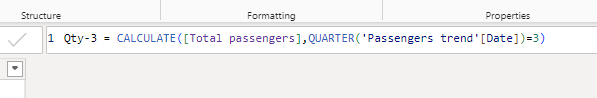 Structure
Formatting
Properties
1 Qty-3 = CALCULATE([Total passengers],QUARTER('Passengers trend'[Date])=3)